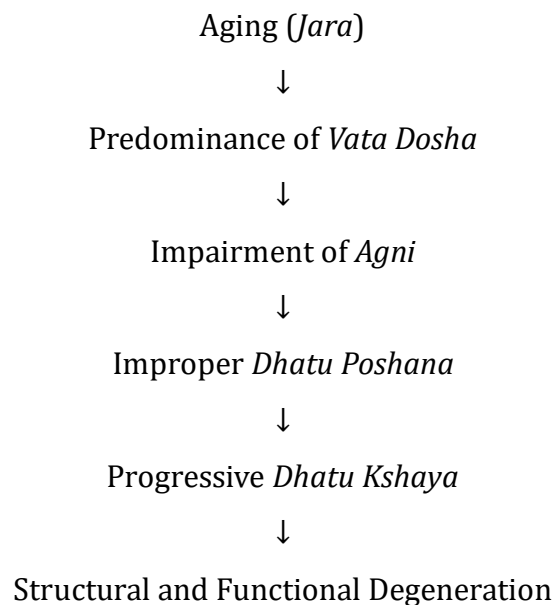 Aging (Jara)
↓
Predominance of Vata Dosha
↓
Impairment of Agni
↓
Improper Dhatu Poshana
↓
Progressive Dhatu Kshaya
↓
Structural and Functional Degeneration